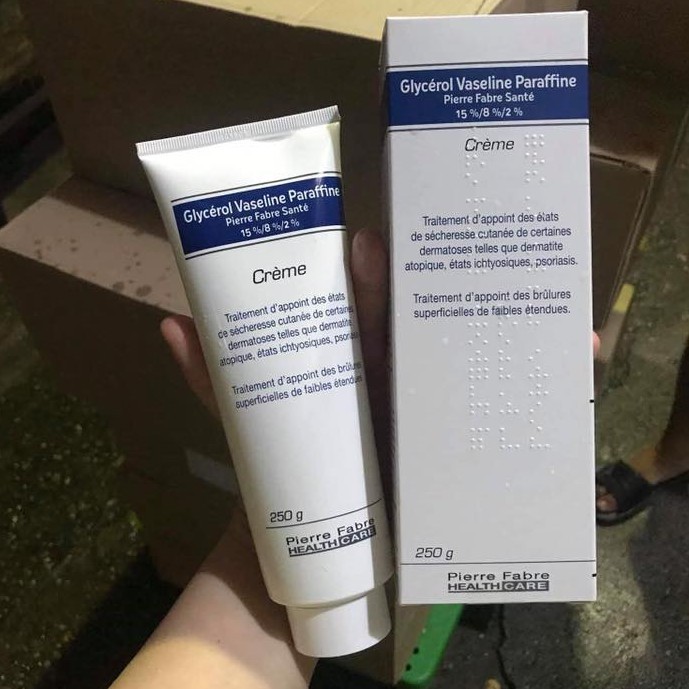 Glycérol Vaseline Paraffine
Pierre Fabre Santé
15 %/8 %/2 %
Crème
Traitement d'appoint des états
de sécheresse cutanée de certaines
dermatoses telles que dermatite
atopique, états ichtyosiques,
Traitement d'appoint des
superficielles de faibles
250 g
Pierre Fabre
HEALTH CARE
Glycérol Vaseline Paraffine
Pierre Fabre Santé
15 %/8 %/2 %
Crème
Traitement d'appoint des états
de sécheresse cutanée de certaines
dermatoses telles que dermatite
atopique, états ichtyosiques, psoriasis.
Traitement d'appoint des brûlures
superficielles de faibles étendues.
250 g
Pierre Fabre
HEALTH CARE